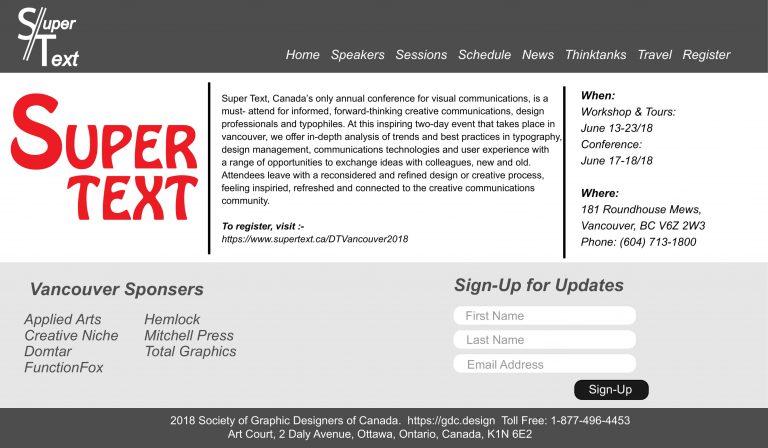 Super
Text
Home Speakers Sessions Schedule News Thinktanks Travel Register
SUPER
TEXT
Super Text, Canada's only annual conference for visual communications, is a
must- attend for informed, forward-thinking creative communications, design
professionals and typophiles. At this inspiring two-day event that takes place in
vancouver, we offer in-depth analysis of trends and best practices in typography,
design management, communications technologies and user experience with
a range of opportunities to exchange ideas with colleagues, new and old.
Attendees leave with a reconsidered and refined design or creative process,
feeling inspiried, refreshed and connected to the creative communications
community.
To register, visit :-
https://www.supertext.ca/DTVancouver2018
When:
Workshop & Tours:
June 13-23/18
Conference:
June 17-18/18
Where:
181 Roundhouse Mews,
Vancouver, BC V6Z 2W3
Phone: (604) 713-1800
Vancouver Sponsers
Applied Arts
Creative Niche
Domtar
FunctionFox
Hemlock
Mitchell Press
Total Graphics
Sign-Up for Updates
First Name
Last Name
Email Address
Sign-Up
2018 Society of Graphic Designers of Canada. https://gdc.design Toll Free: 1-877-496-4453
Art Court, 2 Daly Avenue, Ottawa, Ontario, Canada, K1N 6E2